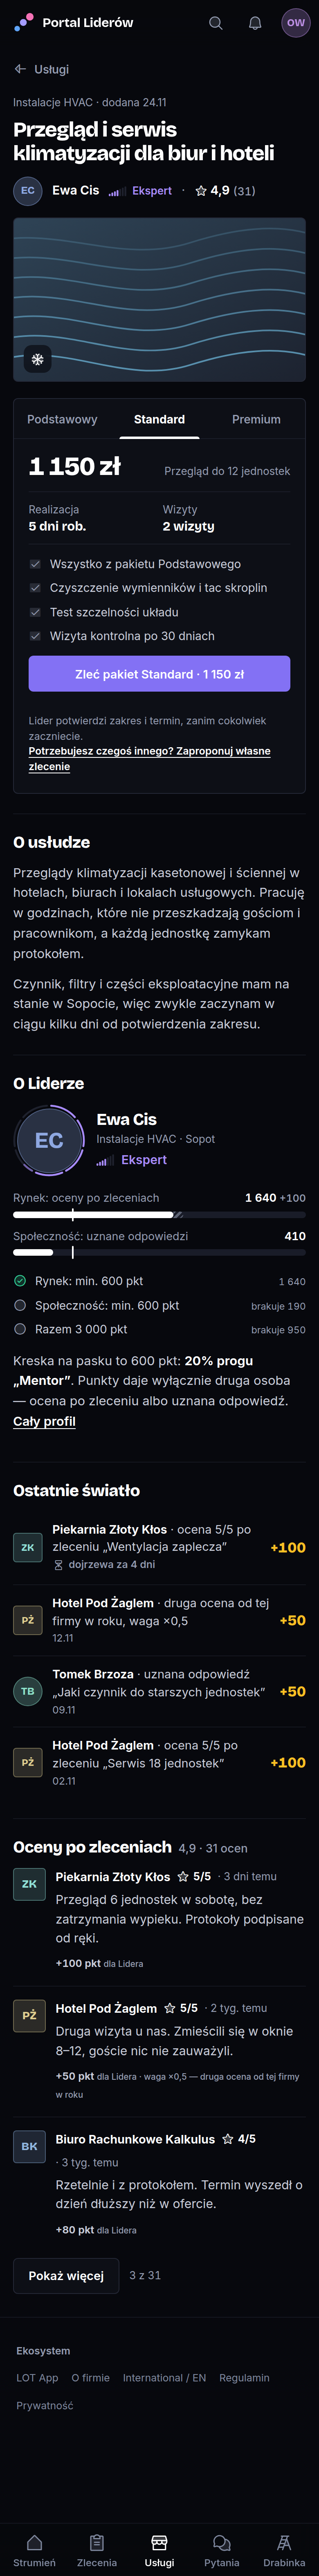 Portal Liderów
OW
Usługi
Instalacje HVAC · dodana 24.11
Przegląd i serwis
klimatyzacji dla biur i hoteli
EC
Ewa Cis
Ekspert
· 4,9 (31)
Podstawowy
Standard
Premium
1 150 zł
Przegląd do 12 jednostek
Realizacja
Wizyty
5 dni rob.
2 wizyty
Wszystko z pakietu Podstawowego
Czyszczenie wymienników i tac skroplin
Test szczelności układu
Wizyta kontrolna po 30 dniach
Zleć pakiet Standard · 1 150 zł
Lider potwierdzi zakres i termin, zanim cokolwiek
zaczniecie.
Potrzebujesz czegoś innego? Zaproponuj własne
zlecenie
O usłudze
Przeglądy klimatyzacji kasetonowej i ściennej w
hotelach, biurach i lokalach usługowych. Pracuję
w godzinach, które nie przeszkadzają gościom i
pracownikom, a każdą jednostkę zamykam
protokołem.
Czynnik, filtry i części eksploatacyjne mam na
stanie w Sopocie, więc zwykle zaczynam w
ciągu kilku dni od potwierdzenia zakresu.
O Liderze
EC
Ewa Cis
Instalacje HVAC · Sopot
Ekspert
Rynek: oceny po zleceniach
1 640 +100
Społeczność: uznane odpowiedzi
410
Rynek: min. 600 pkt
1 640
Społeczność: min. 600 pkt
brakuje 190
Razem 3 000 pkt
brakuje 950
Kreska na pasku to 600 pkt: 20% progu
„Mentor”. Punkty daje wyłącznie druga osoba
— ocena po zleceniu albo uznana odpowiedź.
Cały profil
Ostatnie światło
ZK
Piekarnia Złoty Kłos · ocena 5/5 po
zleceniu „Wentylacja zaplecza”
dojrzewa za 4 dni
+100
PŻ
Hotel Pod Żaglem · druga ocena od tej
firmy w roku, waga ×0,5
12.11
+50
TB
Tomek Brzoza · uznana odpowiedź
„Jaki czynnik do starszych jednostek”
09.11
+50
PŻ
Hotel Pod Żaglem · ocena 5/5 po
zleceniu „Serwis 18 jednostek”
02.11
+100
Oceny po zleceniach 4,9 · 31 ocen
ZK
Piekarnia Złoty Kłos 5/5 · 3 dni temu
Przegląd 6 jednostek w sobotę, bez
zatrzymania wypieku. Protokoły podpisane
od ręki.
+100 pkt dla Lidera
PŻ
Hotel Pod Żaglem 5/5 · 2 tyg. temu
Druga wizyta u nas. Zmieścili się w oknie
8–12, goście nic nie zauważyli.
+50 pkt dla Lidera · waga ×0,5 — druga ocena od tej firmy
w roku
BK
Biuro Rachunkowe Kalkulus 4/5
· 3 tyg. temu
Rzetelnie i z protokołem. Termin wyszedł o
dzień dłuższy niż w ofercie.
+80 pkt dla Lidera
Pokaż więcej
3 z 31
Ekosystem
LOT App
O firmie
International / EN
Regulamin
Prywatność
Strumień
Zlecenia
Usługi
Pytania
Drabinka